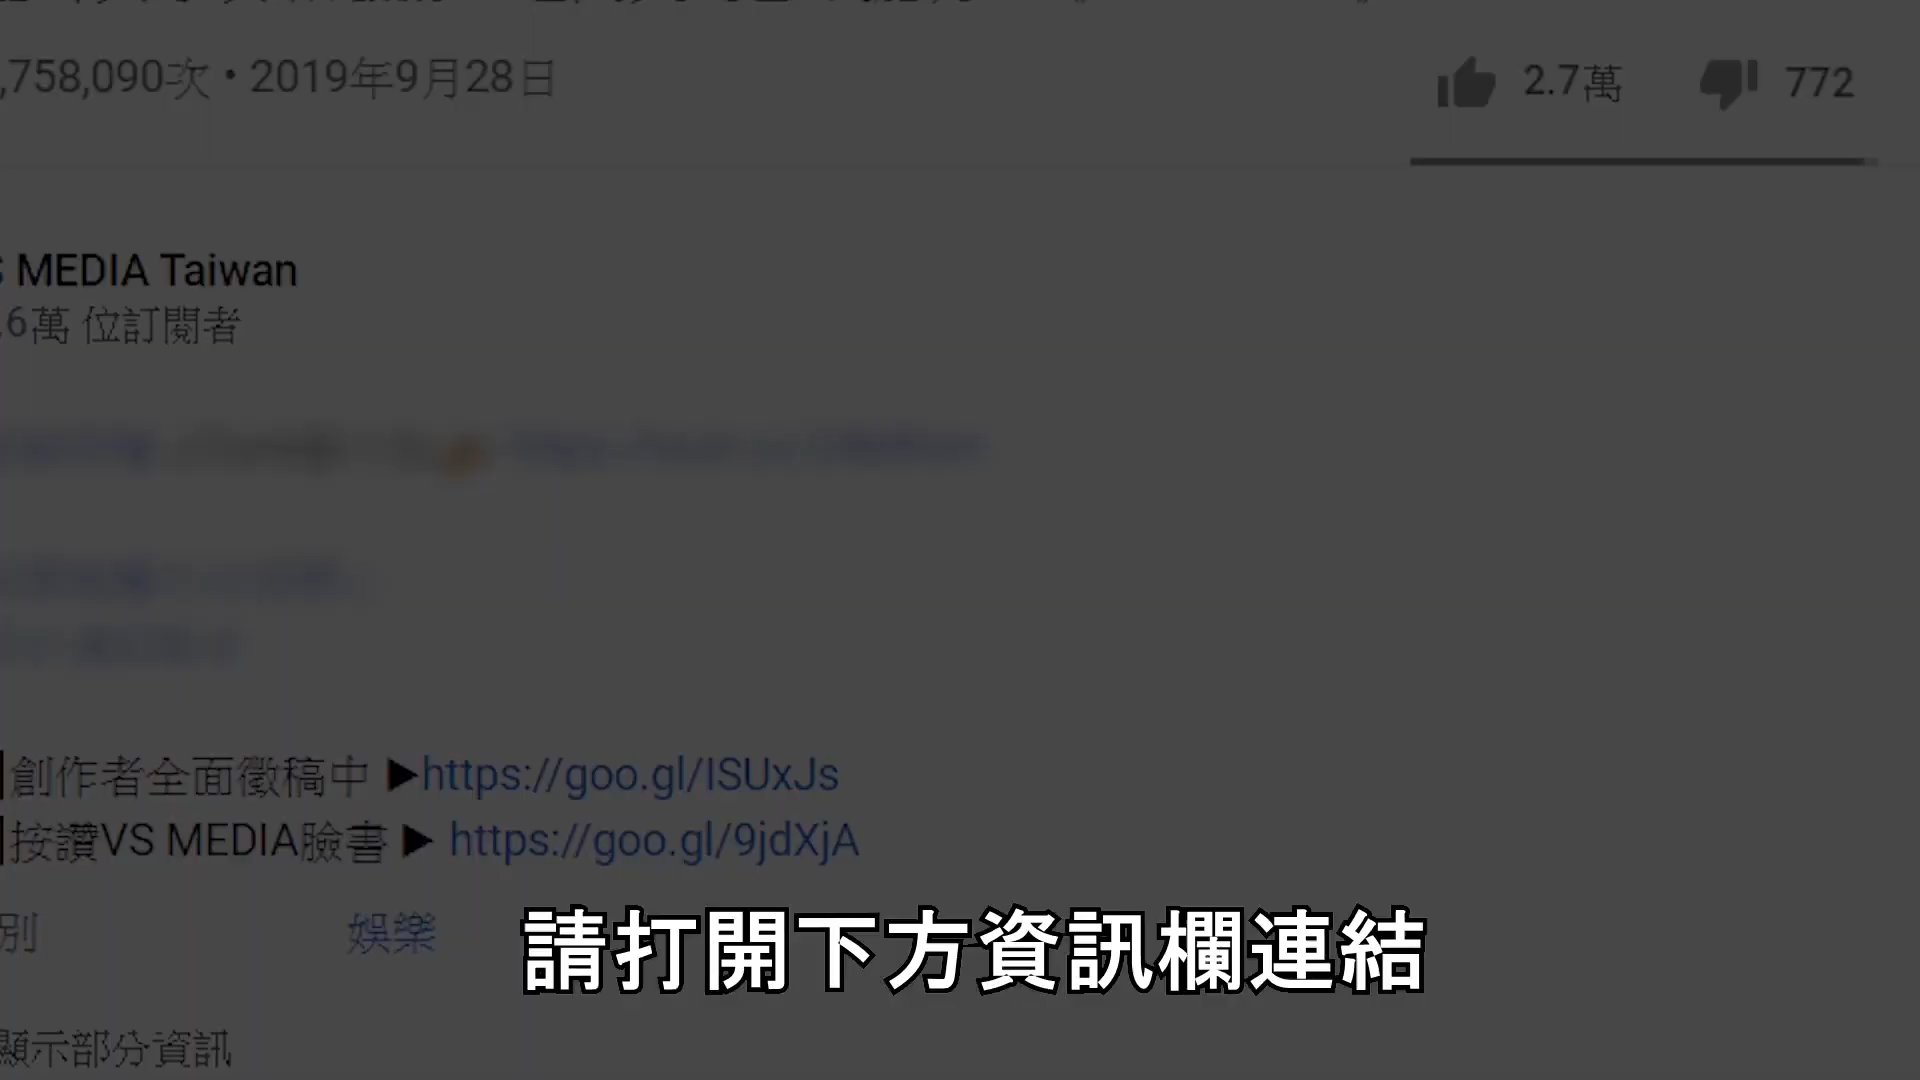 ,758,090次 • 2019年9月28日
2.7萬 772
MEDIA Taiwan
6萬 位訂閱者
創作者全面徵稿中 ▶https://goo.gl/ISUxJs
按讚VS MEDIA臉書 ▶ https://goo.gl/9jdXjA
別 娛樂
請打開下方資訊欄連結
顯示部分資訊